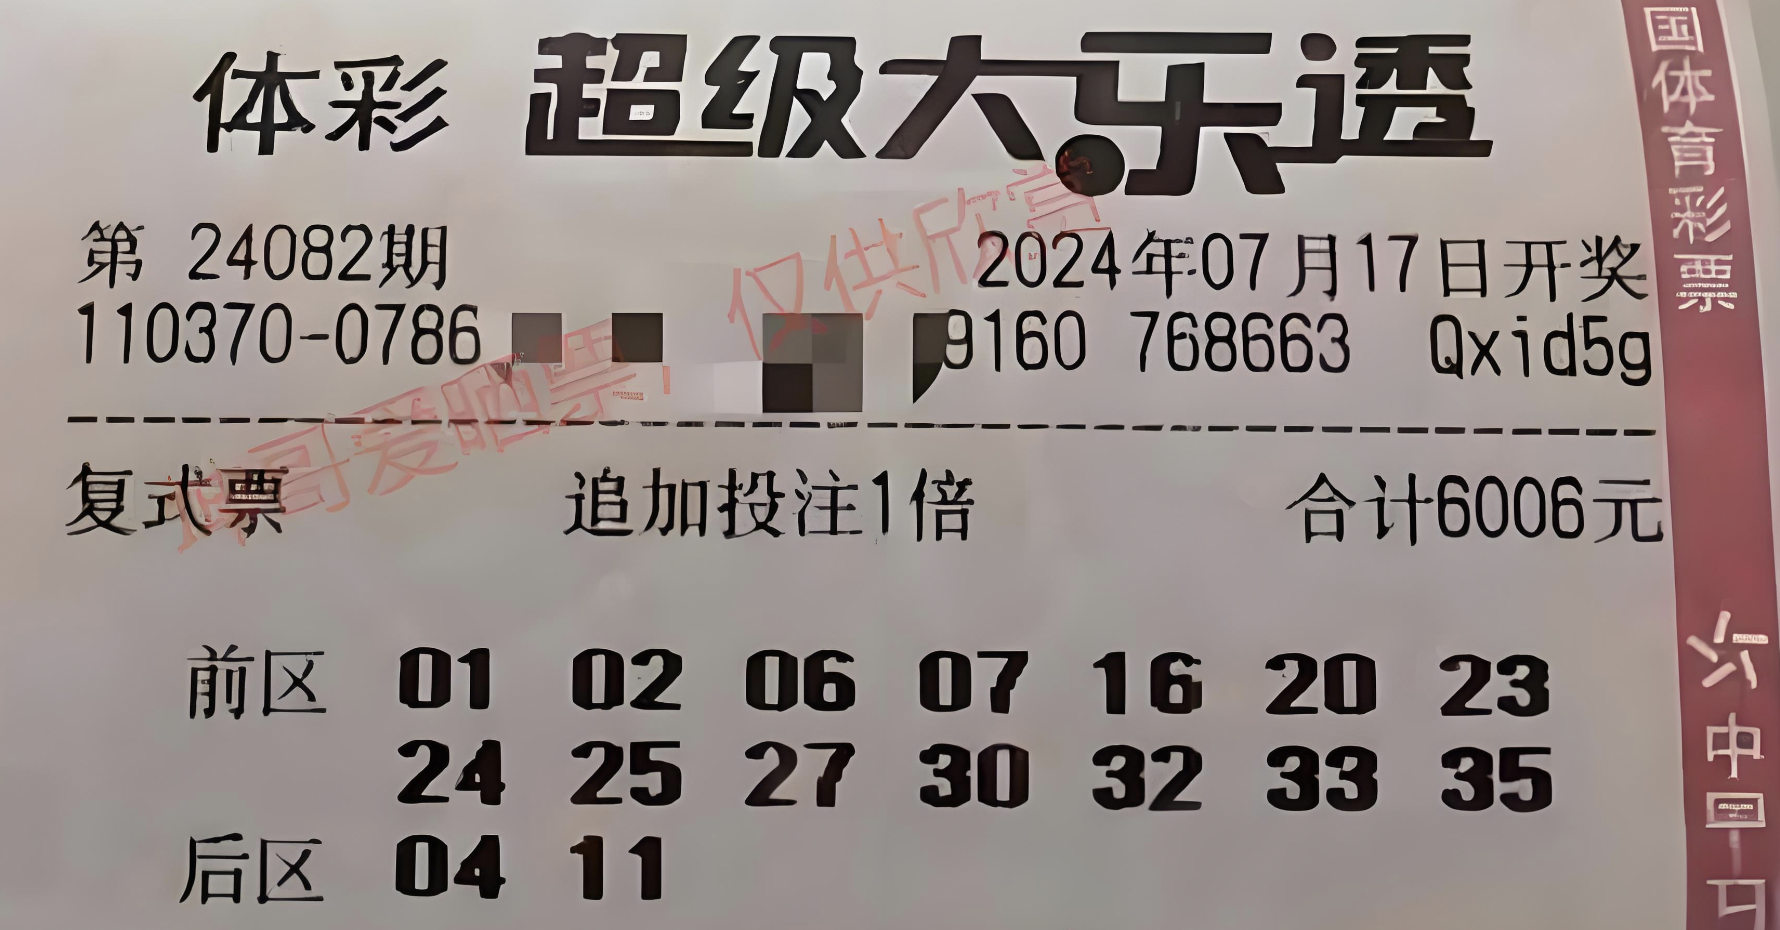 体彩 超级大乐透
第 24082期 2024年07月17日开奖
110370-0786 9160 768663 Qxid5g
复式票 追加投注1倍 合计6006元
前区 01 02 06 07 16 20 23
24 25 27 30 32 33 35
后区 04 11
仅供欣赏
哥爱晒票
国体育彩票
中国